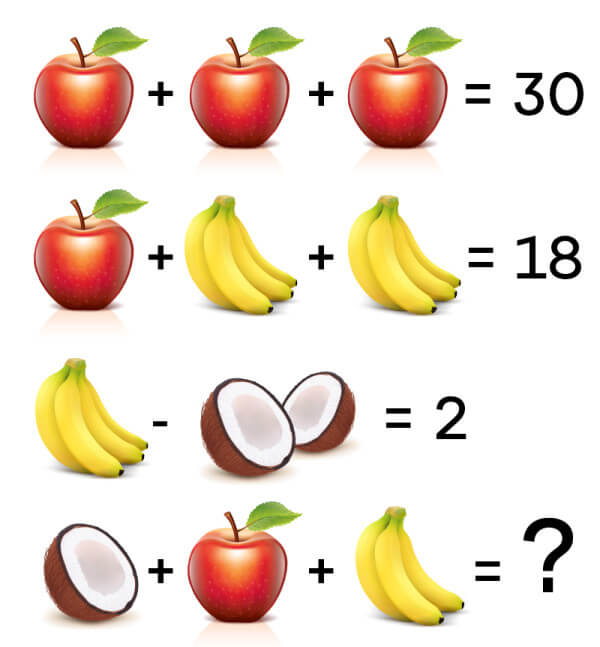 + + = 30
+ + = 18
- = 2
+ + = ?